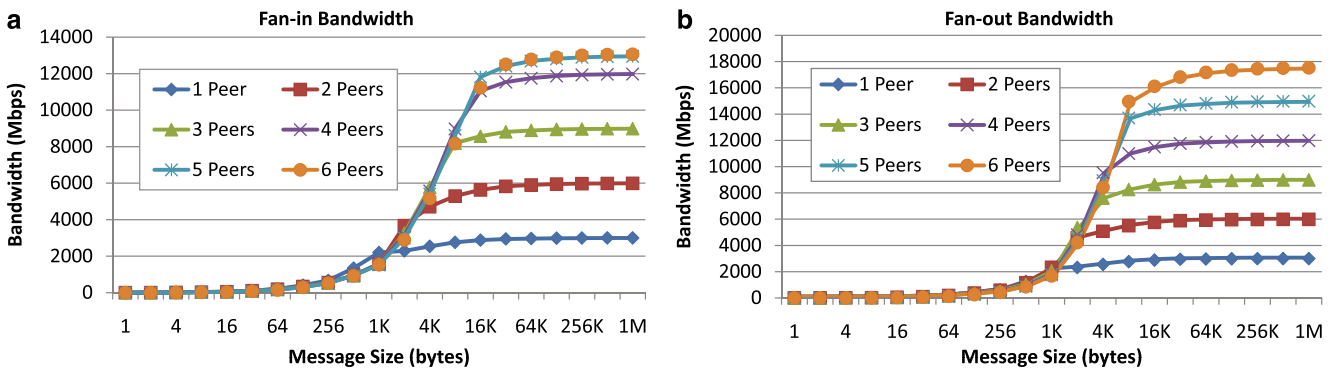 a
Fan-in Bandwidth
14000
12000
10000
8000
6000
4000
2000
0
Bandwidth (Mbps)
1 Peer
2 Peers
3 Peers
4 Peers
5 Peers
6 Peers
1 4 16 64 256 1K 4K 16K 64K 256K 1M
Message Size (bytes)
b
Fan-out Bandwidth
20000
18000
16000
14000
12000
10000
8000
6000
4000
2000
0
Bandwidth (Mbps)
1 Peer
2 Peers
3 Peers
4 Peers
5 Peers
6 Peers
1 4 16 64 256 1K 4K 16K 64K 256K 1M
Message Size (bytes)